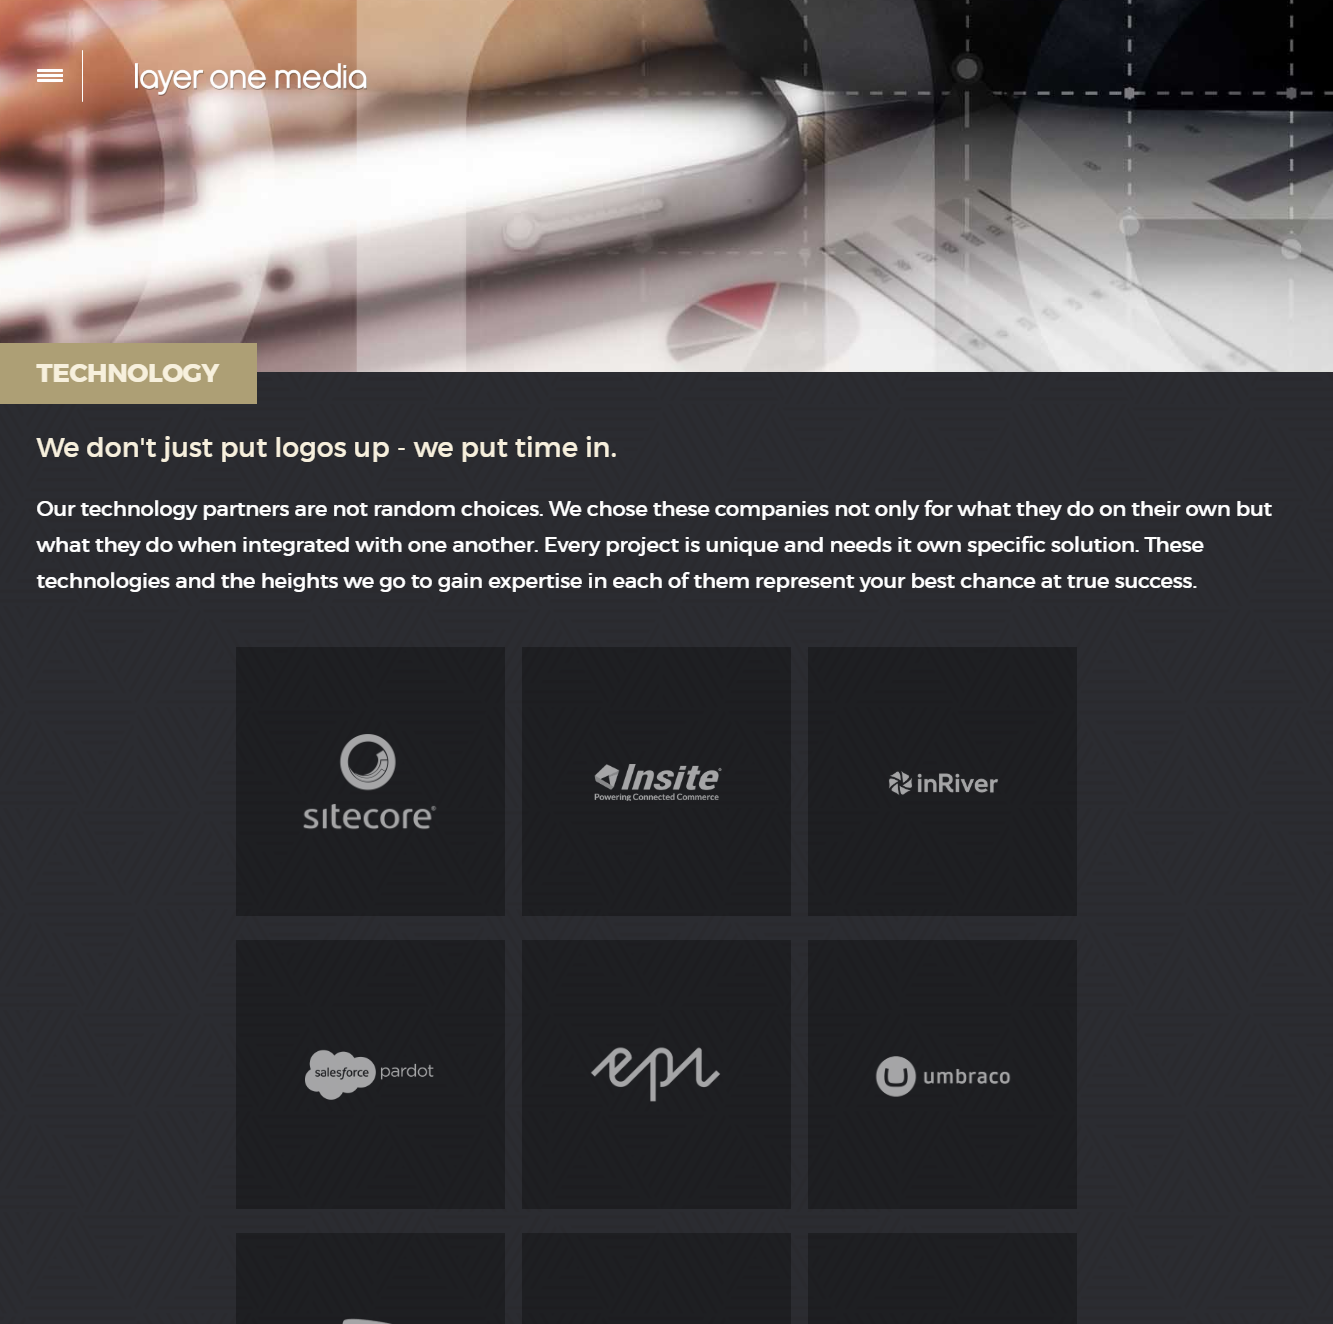 layer one media
TECHNOLOGY
We don't just put logos up - we put time in.
Our technology partners are not random choices. We chose these companies not only for what they do on their own but
what they do when integrated with one another. Every project is unique and needs it own specific solution. These
technologies and the heights we go to gain expertise in each of them represent your best chance at true success.
sitecore®
Insite®
Powering Connected Commerce
inRiver
salesforce pardot
epi
umbraco